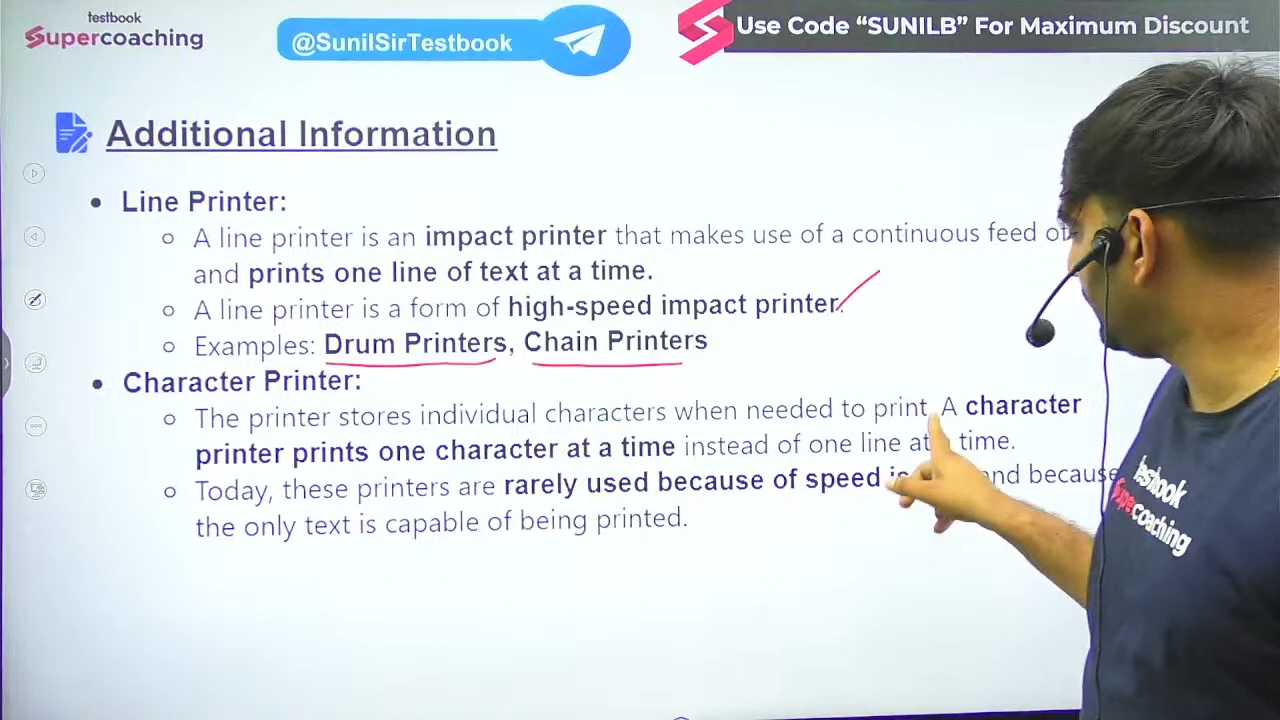 testbook
Supercoaching
@SunilSirTestbook
Use Code “SUNILB” For Maximum Discount
Additional Information
• Line Printer:
○ A line printer is an impact printer that makes use of a continuous feed of
and prints one line of text at a time.
○ A line printer is a form of high-speed impact printer.
○ Examples: Drum Printers, Chain Printers
• Character Printer:
○ The printer stores individual characters when needed to print. A character
printer prints one character at a time instead of one line at time.
○ Today, these printers are rarely used because of speed is and because
the only text is capable of being printed.
testbook
Supercoaching